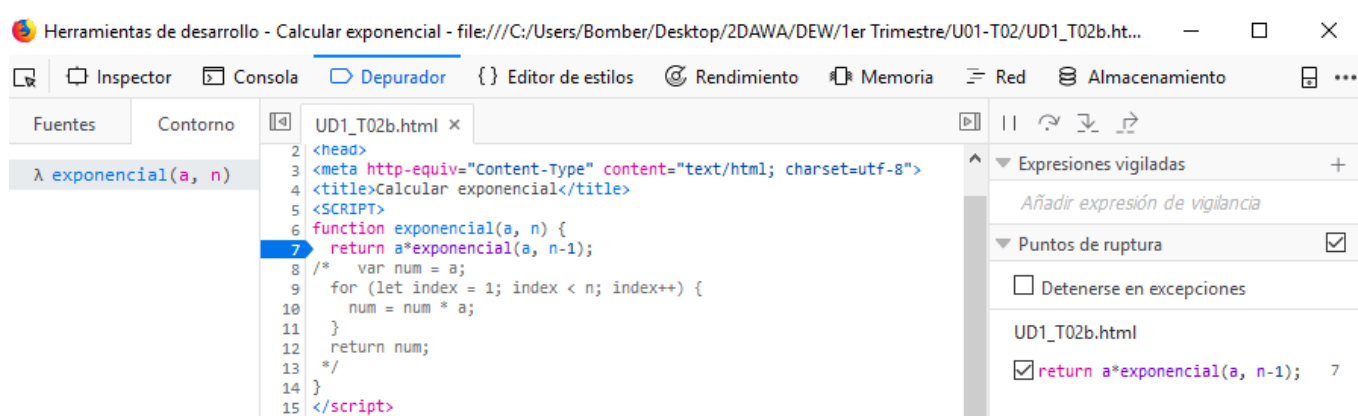 Herramientas de desarrollo - Calcular exponencial - file:///C:/Users/Bomber/Desktop/2DAWA/DEW/1er Trimestre/U01-T02/UD1_T02b.ht...
Inspector Consola Depurador {} Editor de estilos Rendimiento Memoria Red Almacenamiento
Fuentes Contorno
λ exponencial(a, n)
UD1_T02b.html ×
2 <head>
3 <meta http-equiv="Content-Type" content="text/html; charset=utf-8">
4 <title>Calcular exponencial</title>
5 <SCRIPT>
6 function exponencial(a, n) {
7 return a*exponencial(a, n-1);
8 /* var num = a;
9 for (let index = 1; index < n; index++) {
10 num = num * a;
11 }
12 return num;
13 */
14 }
15 </script>
Expresiones vigiladas +
Añadir expresión de vigilancia
Puntos de ruptura
Detenerse en excepciones
UD1_T02b.html
return a*exponencial(a, n-1); 7